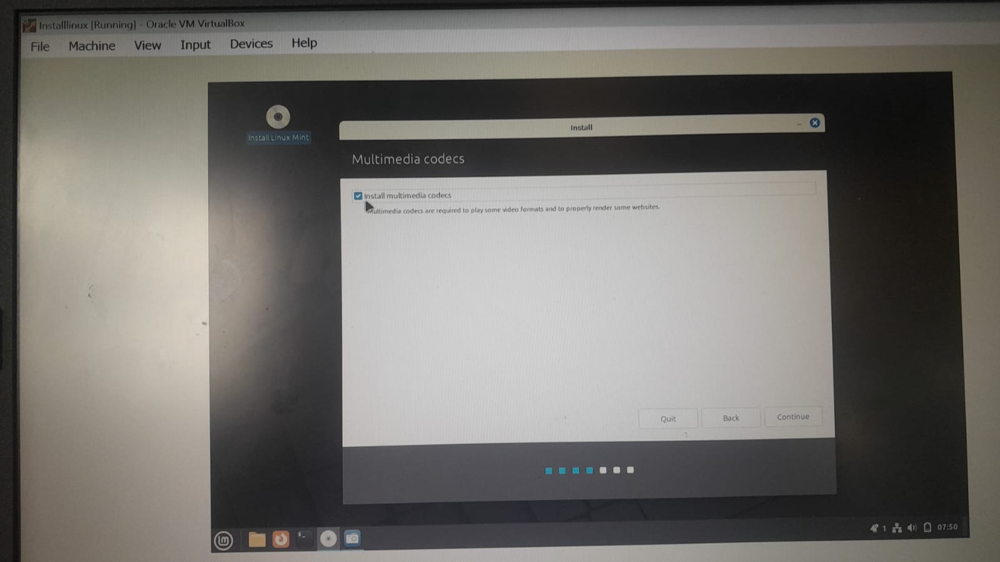 Installlinux [Running] - Oracle VM VirtualBox
File Machine View Input Devices Help
Install Linux Mint
Install
Multimedia codecs
Install multimedia codecs
Multimedia codecs are required to play some video formats and to properly render some websites.
Quit Back Continue
1 07:50